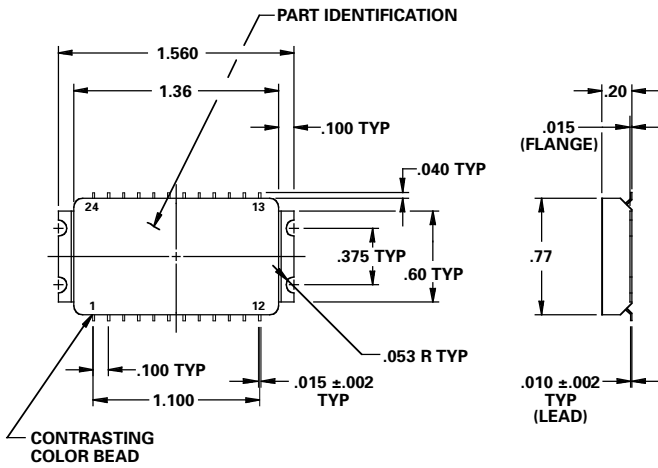 PART IDENTIFICATION
1.560
1.36
.100 TYP
.040 TYP
24
13
.375 TYP
.60 TYP
1
12
.053 R TYP
.100 TYP
.015 ±.002
TYP
1.100
CONTRASTING
COLOR BEAD
.20
.015
(FLANGE)
.77
.010 ±.002
TYP
(LEAD)